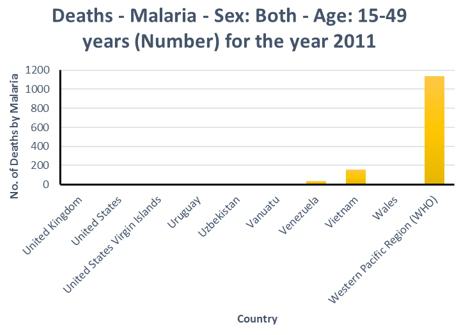 Deaths - Malaria - Sex: Both - Age: 15-49
years (Number) for the year 2011
No. of Deaths by Malaria
1200
1000
800
600
400
200
0
United Kingdom
United States
United States Virgin Islands
Uruguay
Uzbekistan
Vanuatu
Venezuela
Vietnam
Wales
Western Pacific Region (WHO)
Country